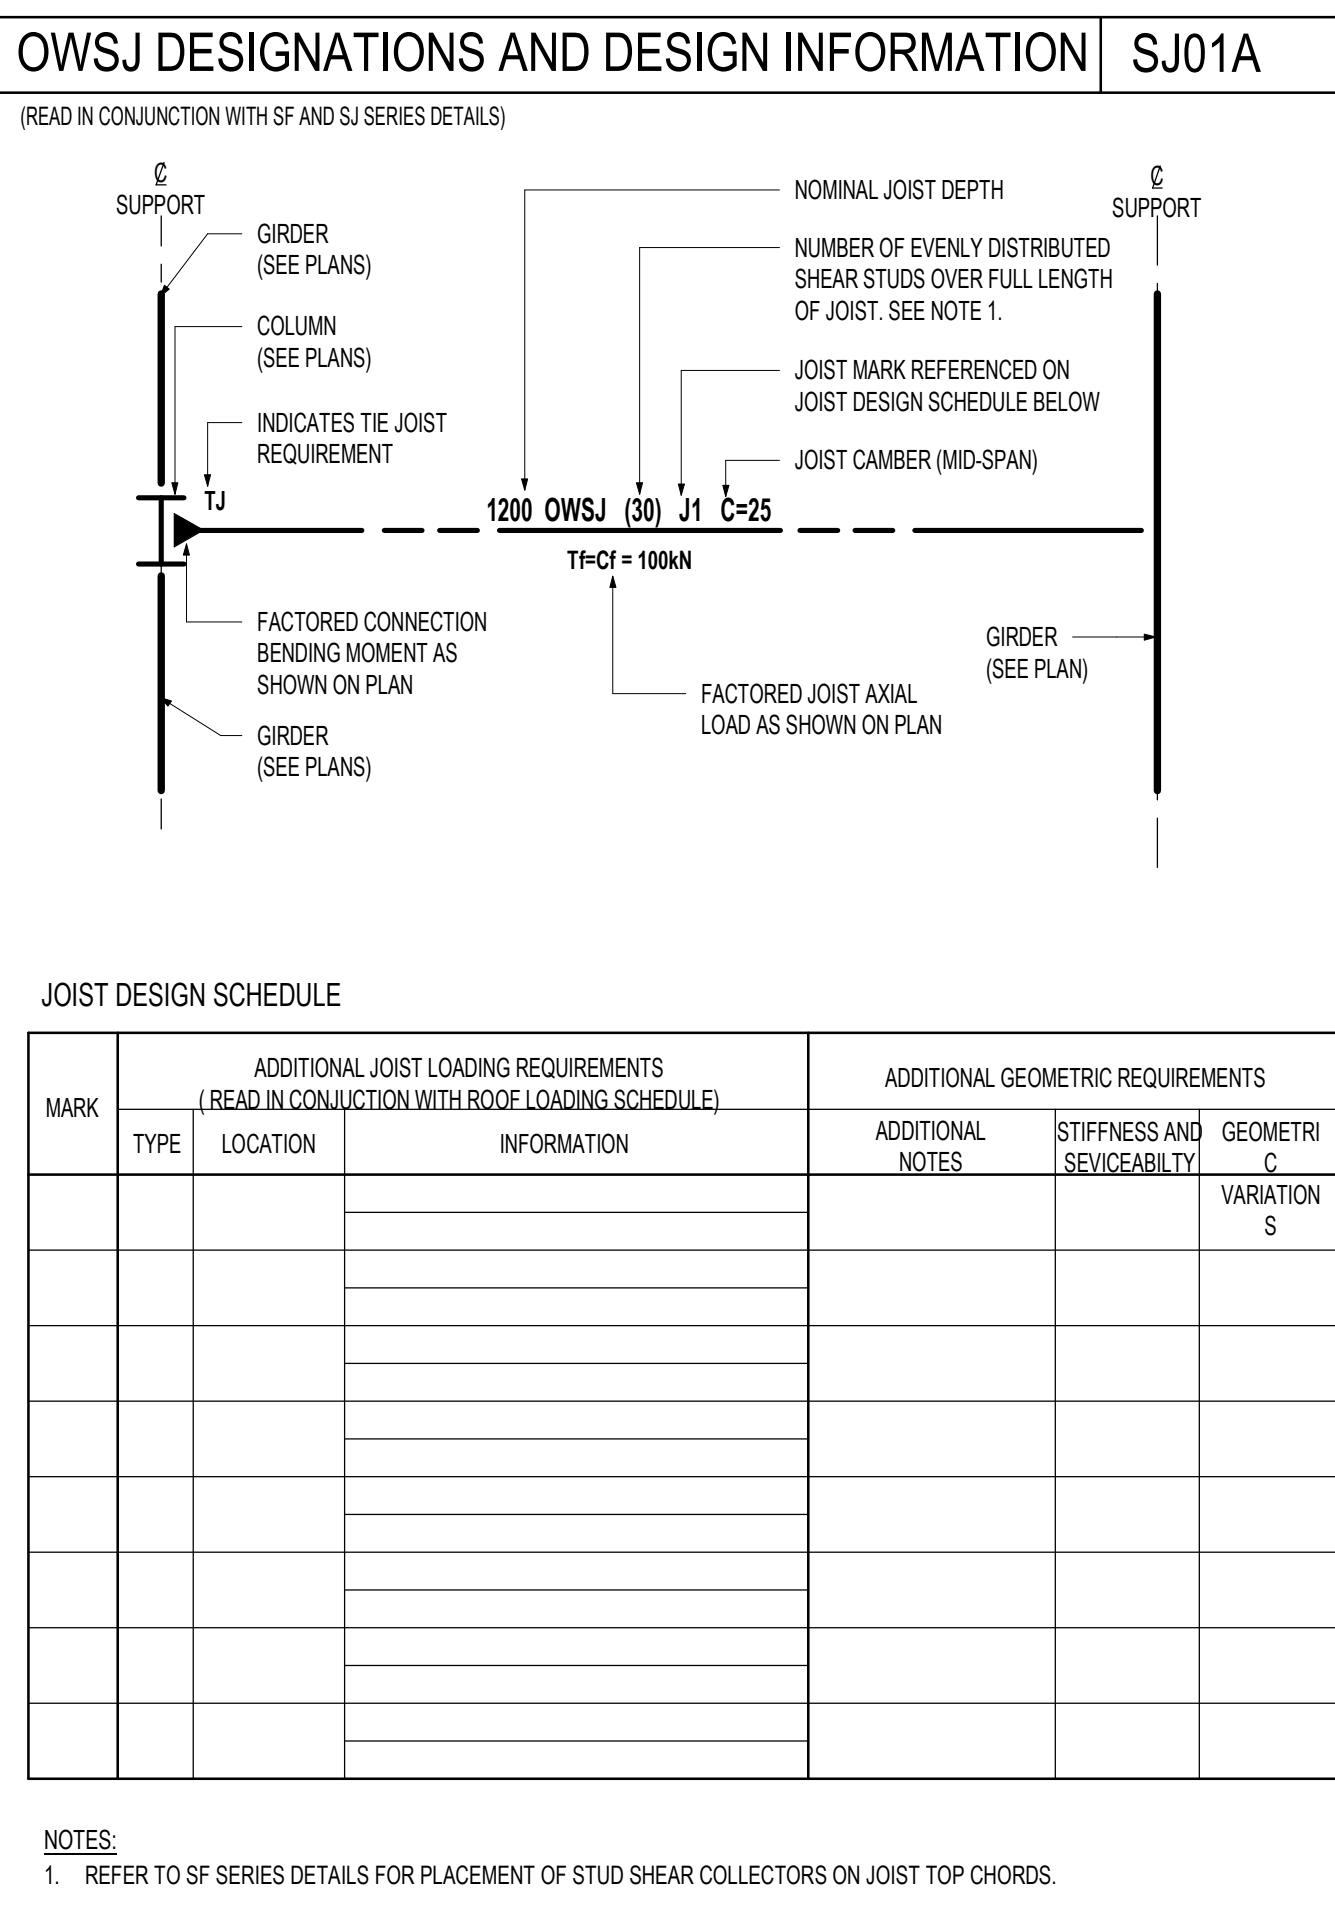 OWSJ DESIGNATIONS AND DESIGN INFORMATION
SJ01A
(READ IN CONJUNCTION WITH SF AND SJ SERIES DETAILS)
℄
SUPPORT
GIRDER
(SEE PLANS)
COLUMN
(SEE PLANS)
INDICATES TIE JOIST
REQUIREMENT
TJ
NOMINAL JOIST DEPTH
NUMBER OF EVENLY DISTRIBUTED
SHEAR STUDS OVER FULL LENGTH
OF JOIST. SEE NOTE 1.
JOIST MARK REFERENCED ON
JOIST DESIGN SCHEDULE BELOW
JOIST CAMBER (MID-SPAN)
℄
SUPPORT
1200 OWSJ (30) J1 C=25
Tf=Cf = 100kN
FACTORED CONNECTION
BENDING MOMENT AS
SHOWN ON PLAN
GIRDER
(SEE PLANS)
FACTORED JOIST AXIAL
LOAD AS SHOWN ON PLAN
GIRDER
(SEE PLAN)
JOIST DESIGN SCHEDULE
MARK
ADDITIONAL JOIST LOADING REQUIREMENTS
( READ IN CONJUCTION WITH ROOF LOADING SCHEDULE)
ADDITIONAL GEOMETRIC REQUIREMENTS
TYPE
LOCATION
INFORMATION
ADDITIONAL
NOTES
STIFFNESS AND
SEVICEABILTY
GEOMETRI
C
VARIATION
S
NOTES:
1. REFER TO SF SERIES DETAILS FOR PLACEMENT OF STUD SHEAR COLLECTORS ON JOIST TOP CHORDS.